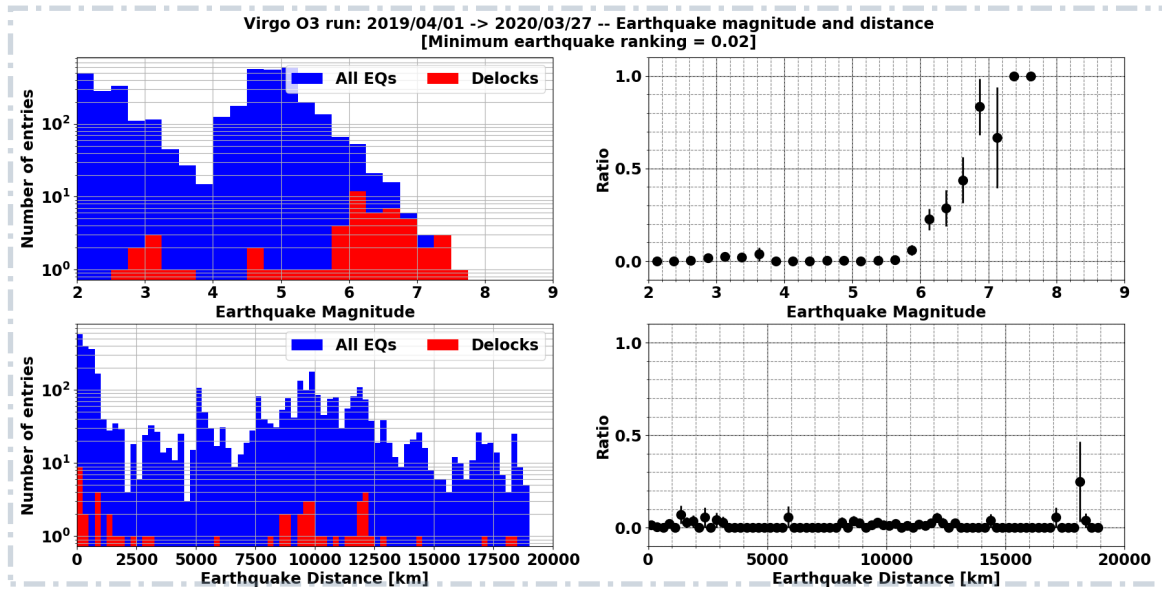 Virgo O3 run: 2019/04/01 -> 2020/03/27 -- Earthquake magnitude and distance
[Minimum earthquake ranking = 0.02]
Number of entries
10²
10¹
10⁰
All EQs
Delocks
2 3 4 5 6 7 8 9
Earthquake Magnitude
Ratio
1.0
0.5
0.0
2 3 4 5 6 7 8 9
Earthquake Magnitude
Number of entries
10²
10¹
10⁰
All EQs
Delocks
0 2500 5000 7500 10000 12500 15000 17500 20000
Earthquake Distance [km]
Ratio
1.0
0.5
0.0
0 5000 10000 15000 20000
Earthquake Distance [km]